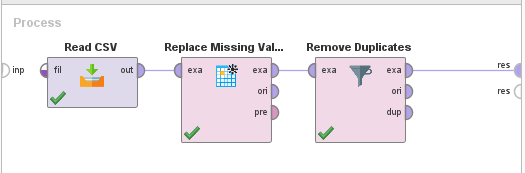 Process
Read CSV
Replace Missing Val...
Remove Duplicates
inp
fil
out
exa
exa
ori
pre
exa
exa
ori
dup
res
res